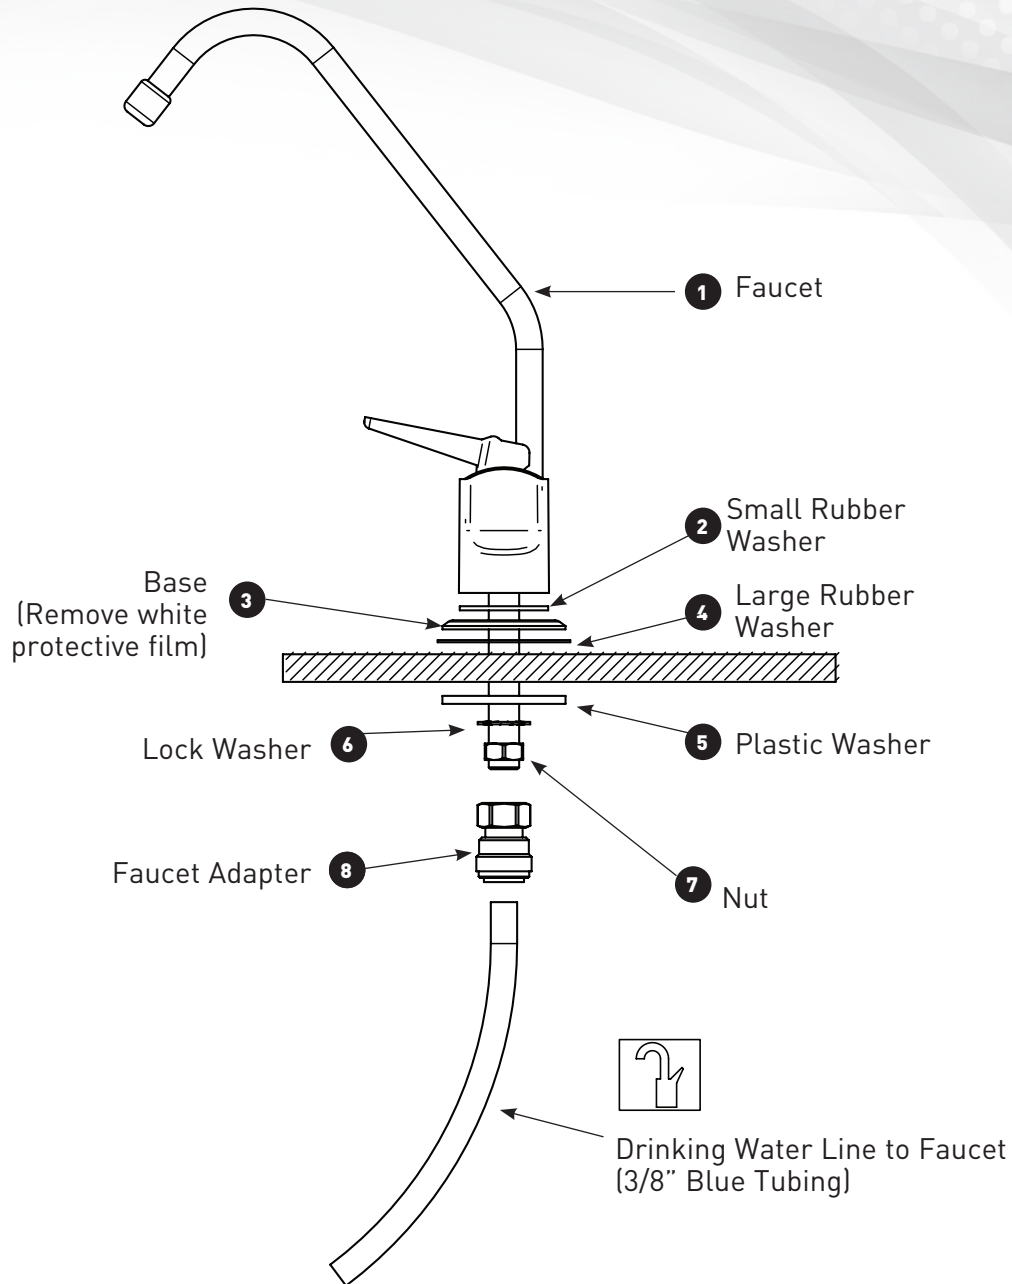 1 Faucet
2 Small Rubber
Washer
Base
(Remove white
protective film)
3
4 Large Rubber
Washer
Lock Washer 6
5 Plastic Washer
Faucet Adapter 8
7 Nut
Drinking Water Line to Faucet
(3/8” Blue Tubing)